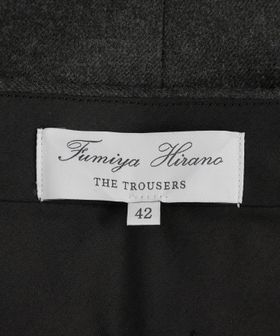 Fumiya Hirano
THE TROUSERS
42